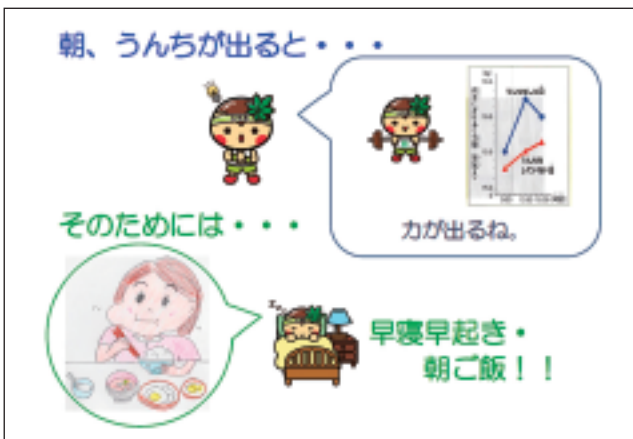 朝、うんちが出ると・・・
力が出るね。
そのためには・・・
早寝早起き・
朝ご飯！！